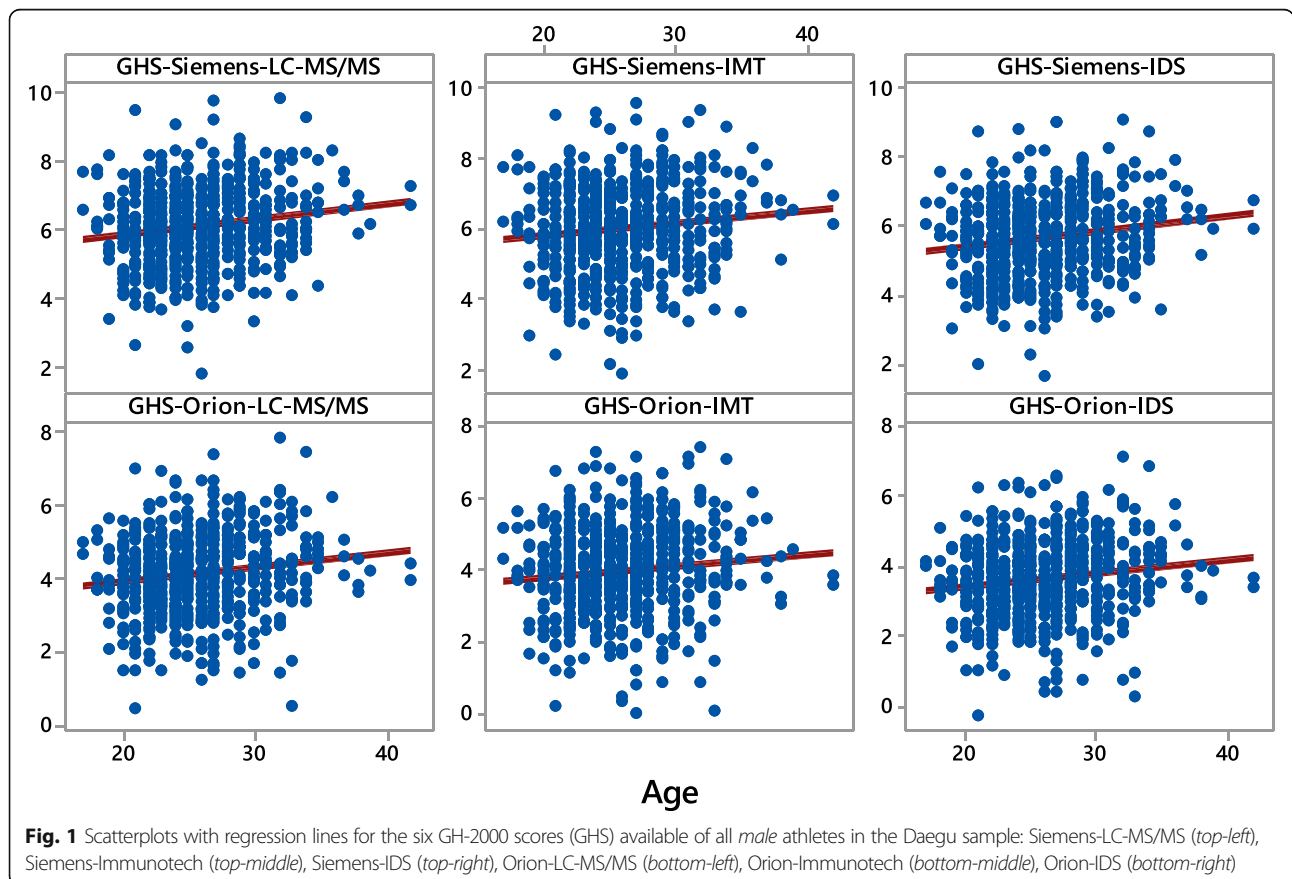 20 30 40
GHS-Siemens-LC-MS/MS GHS-Siemens-IMT GHS-Siemens-IDS
10 10 10
8 8 8
6 6 6
4 4 4
2 2 2
GHS-Orion-LC-MS/MS GHS-Orion-IMT GHS-Orion-IDS
8 8 8
6 6 6
4 4 4
2 2 2
0 0 0
20 30 40 20 30 40
Age
Fig. 1 Scatterplots with regression lines for the six GH-2000 scores (GHS) available of all male athletes in the Daegu sample: Siemens-LC-MS/MS (top-left),
Siemens-Immunotech (top-middle), Siemens-IDS (top-right), Orion-LC-MS/MS (bottom-left), Orion-Immunotech (bottom-middle), Orion-IDS (bottom-right)